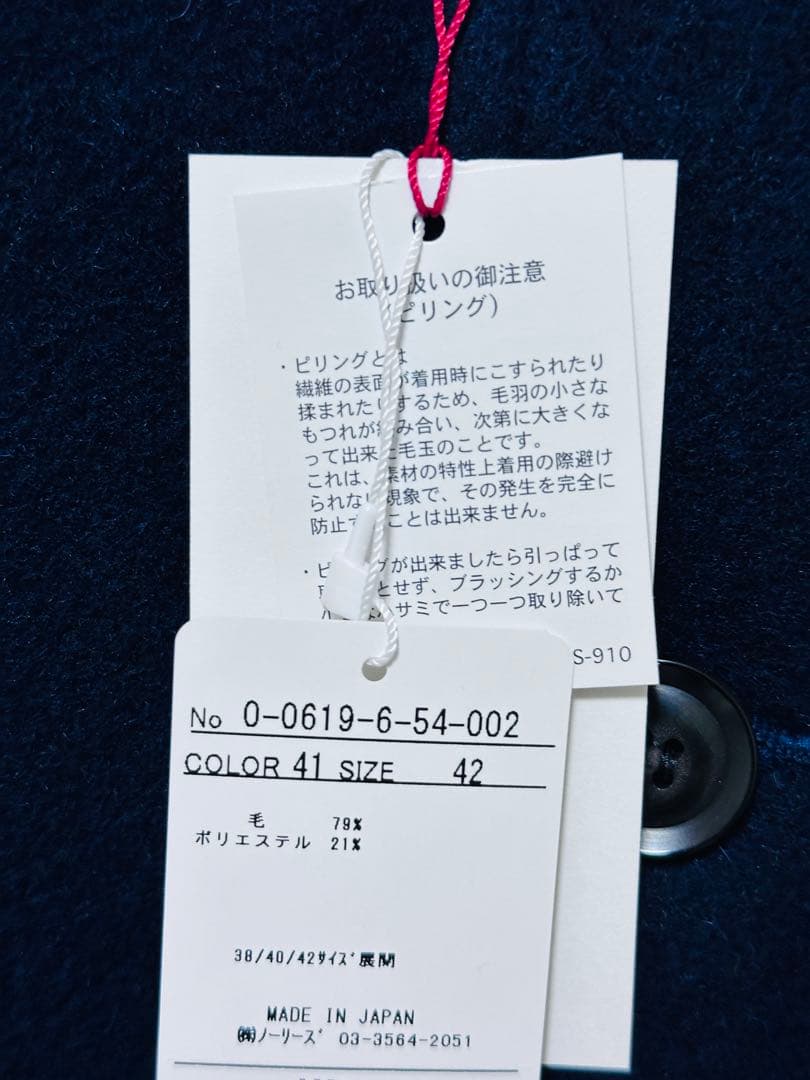 お取り扱いの御注意
ピリング）
・ピリングとは
繊維の表面が着用時にこすられたり
揉まれたりするため、毛羽の小さな
もつれが絡み合い、次第に大きくな
って出来た毛玉のことです。
これは、素材の特性上着用の際避け
られない現象で、その発生を完全に
防止することは出来ません。
が出来ましたら引っぱって
とせず、ブラッシングするか
ハサミで一つ一つ取り除いて
S-910
No 0-0619-6-54-002
COLOR 41 SIZE 42
毛 79%
ポリエステル 21%
38/40/42ｻｲｽﾞ展開
MADE IN JAPAN
㈱ノーリーズ 03-3564-2051